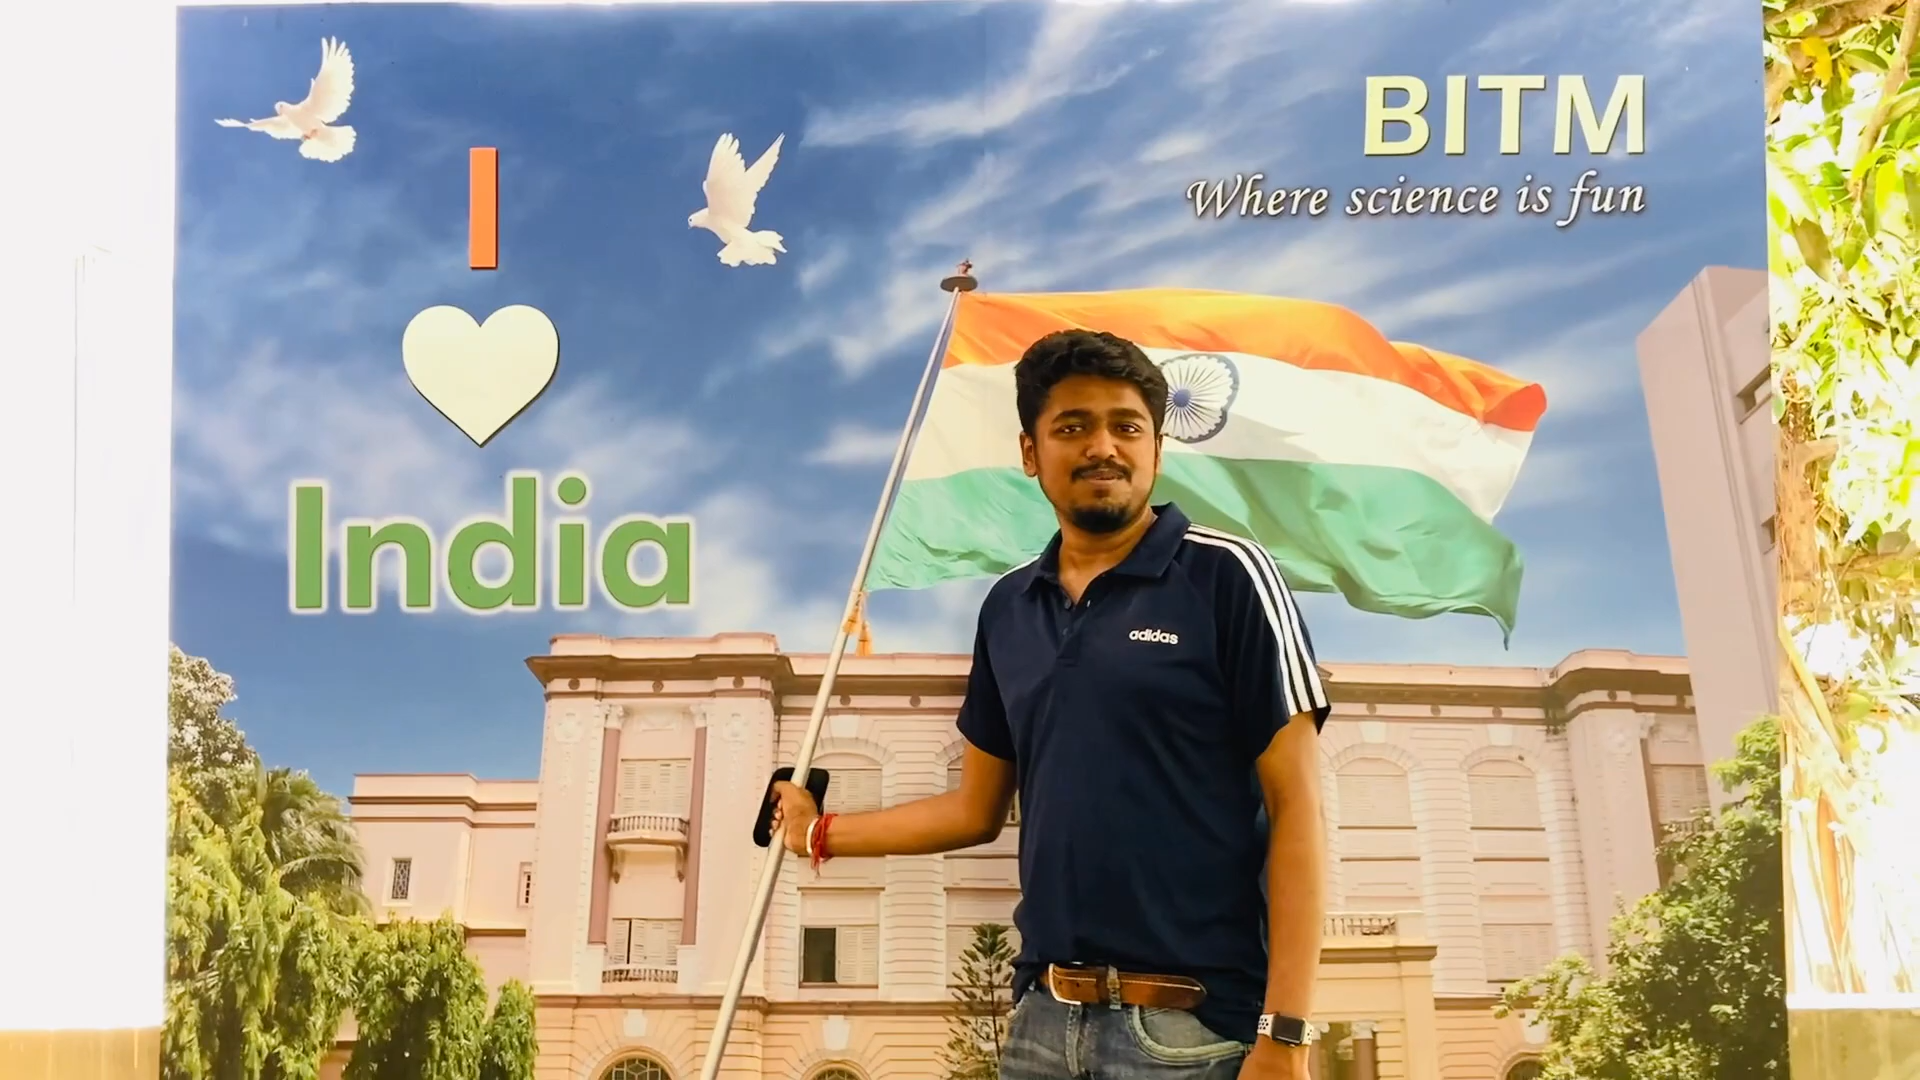 I
India
BITM
Where science is fun
adidas